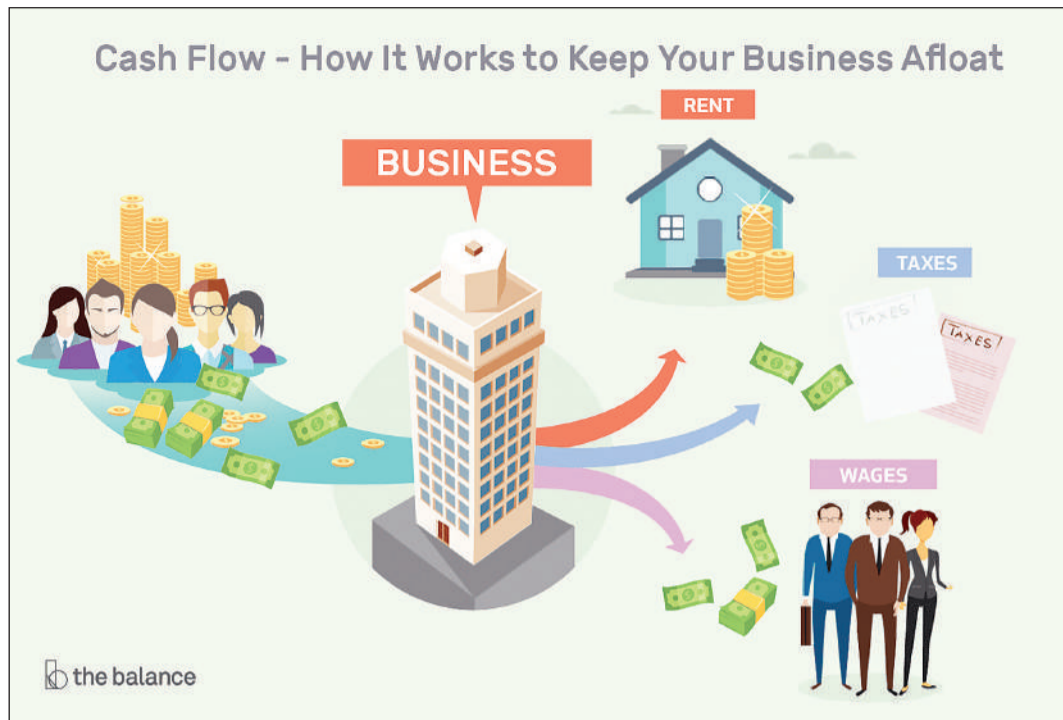 Cash Flow - How It Works to Keep Your Business Afloat
RENT
BUSINESS
TAXES
TAXES
TAXES
WAGES
the balance